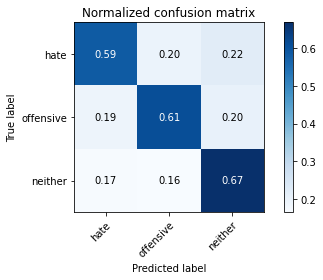 Normalized confusion matrix
True label
hate
offensive
neither
0.59 0.20 0.22
0.19 0.61 0.20
0.17 0.16 0.67
hate
offensive
neither
Predicted label
0.6
0.5
0.4
0.3
0.2